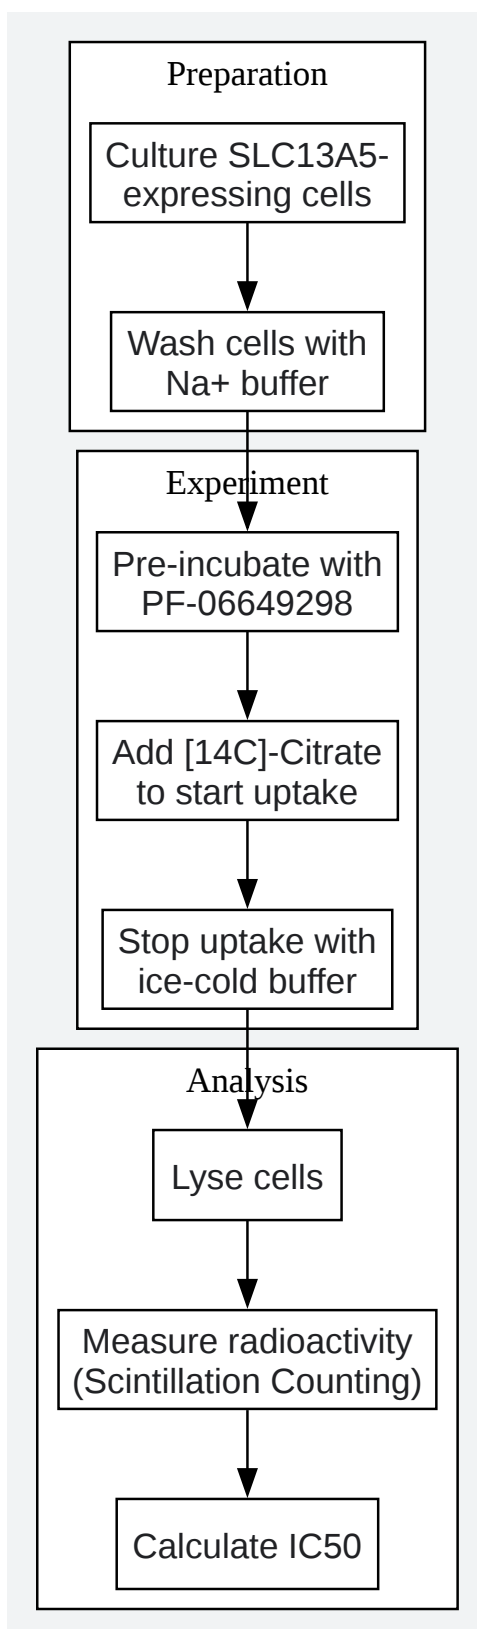 Preparation
Culture SLC13A5-
expressing cells
Wash cells with
Na+ buffer
Experiment
Pre-incubate with
PF-06649298
Add [14C]-Citrate
to start uptake
Stop uptake with
ice-cold buffer
Analysis
Lyse cells
Measure radioactivity
(Scintillation Counting)
Calculate IC50